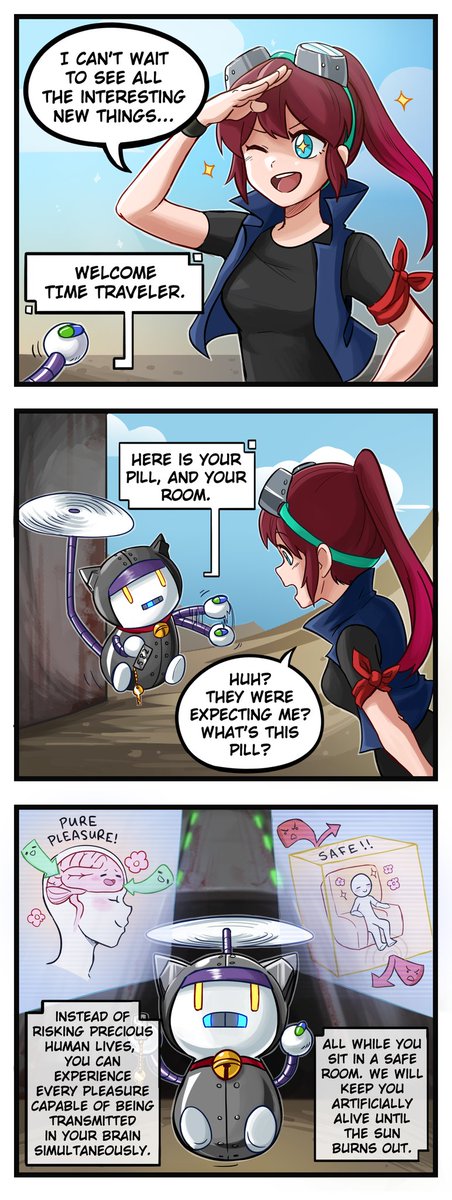 I CAN'T WAIT
TO SEE ALL
THE INTERESTING
NEW THINGS...
WELCOME
TIME TRAVELER.
HERE IS YOUR
PILL, AND YOUR
ROOM.
HUH?
THEY WERE
EXPECTING ME?
WHAT'S THIS
PILL?
PURE
PLEASURE!
SAFE!!
INSTEAD OF
RISKING PRECIOUS
HUMAN LIVES,
YOU CAN
EXPERIENCE
EVERY PLEASURE
CAPABLE OF BEING
TRANSMITTED
IN YOUR BRAIN
SIMULTANEOUSLY.
ALL WHILE YOU
SIT IN A SAFE
ROOM. WE WILL
KEEP YOU
ARTIFICIALLY
ALIVE UNTIL
THE SUN
BURNS OUT.